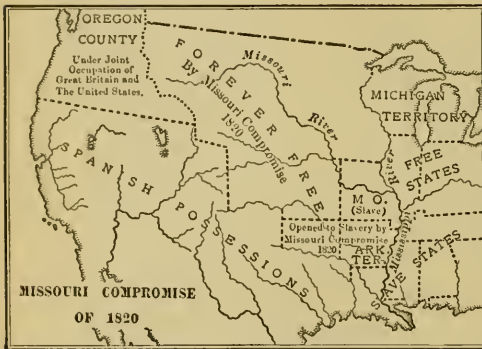 OREGON
COUNTY
Under Joint
Occupation of
Great Britain and
The United States.
FOREVER FREE
By Missouri Compromise
1820
Missouri
River
MICHIGAN
TERRITORY
FREE
STATES
River
SPANISH POSSESSIONS
MO.
(Slave)
Opened to Slavery by
Missouri Compromise
1820
ARK
TER.
Mississippi
SLAVE STATES
MISSOURI COMPROMISE
OF 1820